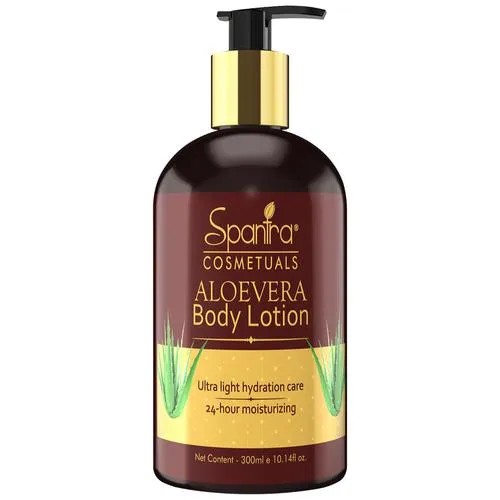 Spantra®
COSMETUALS
ALOEVERA
Body Lotion
Ultra light hydration care
24-hour moisturizing
Net Content - 300ml e 10.14fl oz.